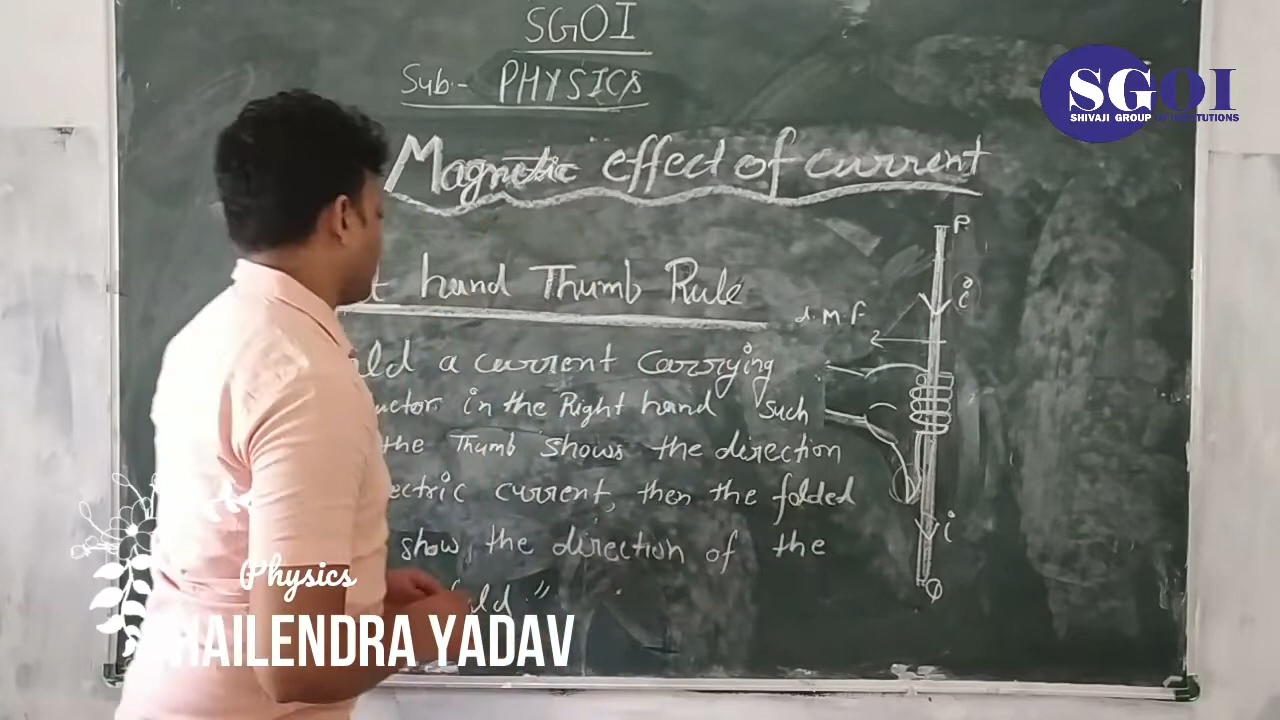 SGOI
Sub:- PHYSICS
Magnetic effect of current
hand Thumb Rule
ld a current carrying
uctor in the Right hand such
the Thumb shows the direction
ectric current, then the folded
show, the direction of the
ld."
P
i
d.M.F
i
Q
SGOI
SHIVAJI GROUP OF INSTITUTIONS
Physics
HAILENDRA YADAV